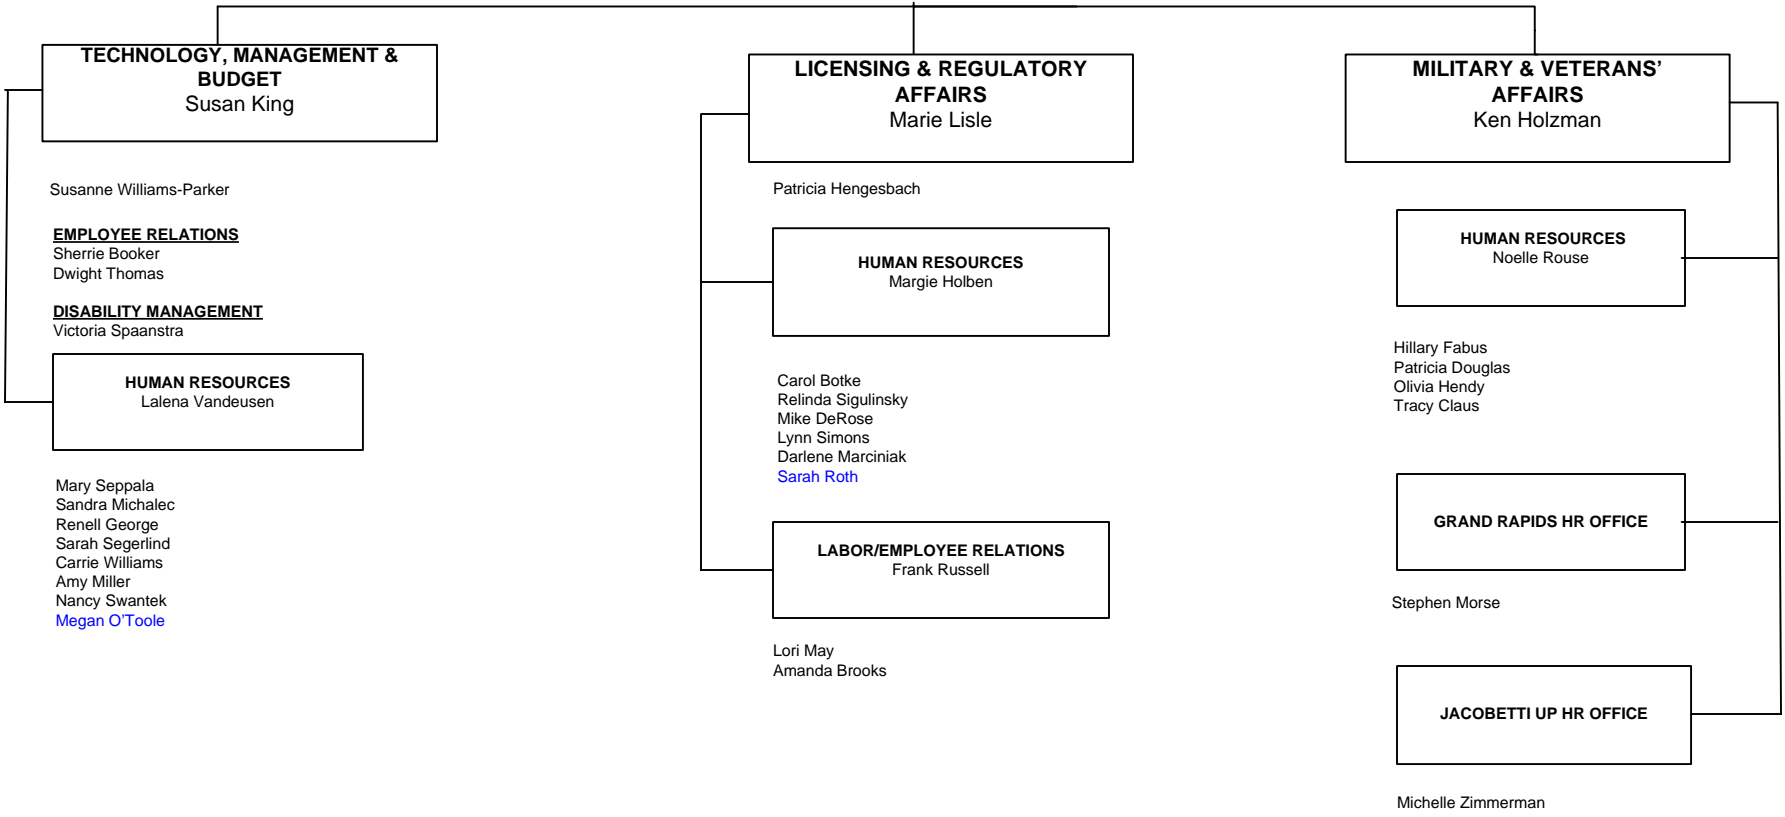 TECHNOLOGY, MANAGEMENT &
BUDGET
Susan King
Susanne Williams-Parker
EMPLOYEE RELATIONS
Sherrie Booker
Dwight Thomas
DISABILITY MANAGEMENT
Victoria Spaanstra
HUMAN RESOURCES
Lalena Vandeusen
Mary Seppala
Sandra Michalec
Renell George
Sarah Segerlind
Carrie Williams
Amy Miller
Nancy Swantek
Megan O’Toole
LICENSING & REGULATORY
AFFAIRS
Marie Lisle
Patricia Hengesbach
HUMAN RESOURCES
Margie Holben
Carol Botke
Relinda Sigulinsky
Mike DeRose
Lynn Simons
Darlene Marciniak
Sarah Roth
LABOR/EMPLOYEE RELATIONS
Frank Russell
Lori May
Amanda Brooks
MILITARY & VETERANS’
AFFAIRS
Ken Holzman
HUMAN RESOURCES
Noelle Rouse
Hillary Fabus
Patricia Douglas
Olivia Hendy
Tracy Claus
GRAND RAPIDS HR OFFICE
Stephen Morse
JACOBETTI UP HR OFFICE
Michelle Zimmerman